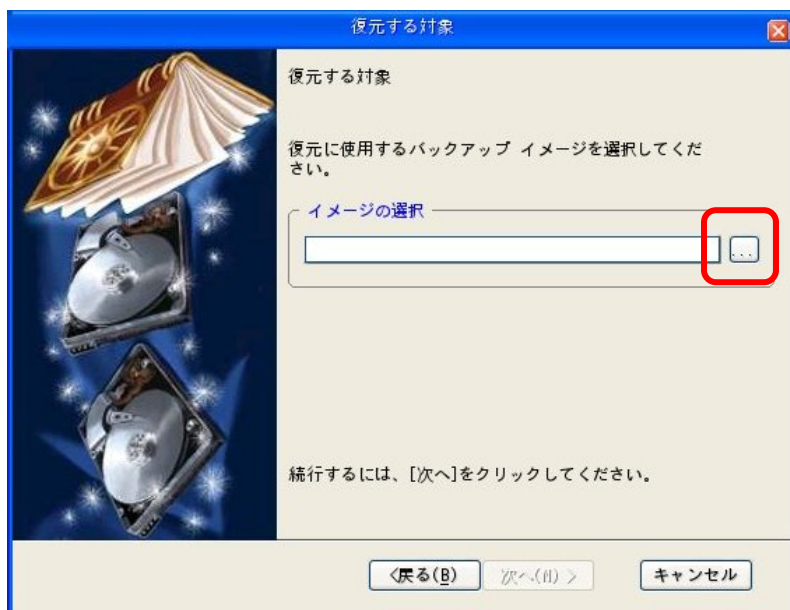 復元する対象
復元する対象
復元に使用するバックアップ イメージを選択してくだ
さい。
イメージの選択
...
続行するには、[次へ]をクリックしてください。
<戻る(B)
次へ(N) >
キャンセル